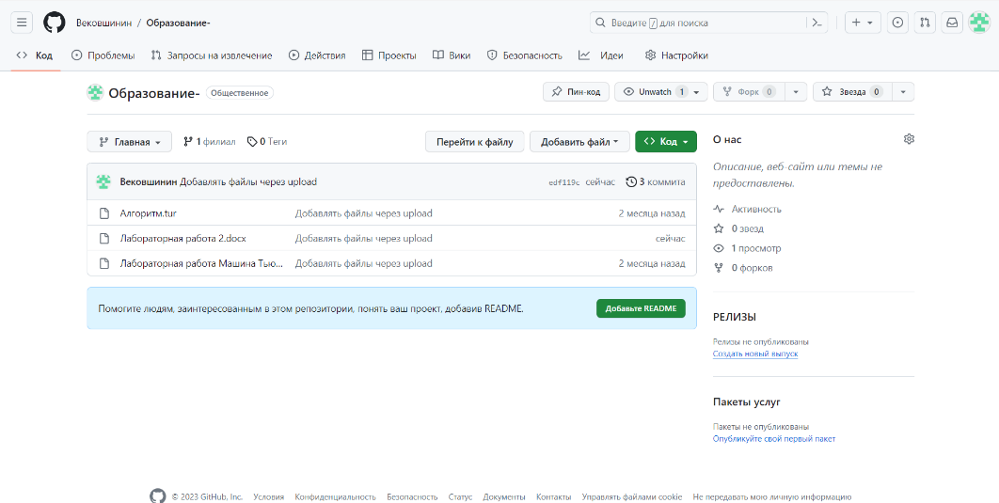 Вековшинин / Образование-
Введите / для поиска
Код
Проблемы
Запросы на извлечение
Действия
Проекты
Вики
Безопасность
Идеи
Настройки
Образование- Общественное
Пин-код
Unwatch 1
Форк 0
Звезда 0
Главная
1 филиал
0 Теги
Перейти к файлу
Добавить файл
Код
Вековшинин Добавлять файлы через upload edf119c сейчас 3 коммита
Алгоритм.tur Добавлять файлы через upload 2 месяца назад
Лабораторная работа 2.docx Добавлять файлы через upload сейчас
Лабораторная работа Машина Тью... Добавлять файлы через upload 2 месяца назад
Помогите людям, заинтересованным в этом репозитории, понять ваш проект, добавив README.
Добавьте README
О нас
Описание, веб-сайт или темы не
предоставлены.
Активность
0 звезд
1 просмотр
0 форков
РЕЛИЗЫ
Релизы не опубликованы
Создать новый выпуск
Пакеты услуг
Пакеты не опубликованы
Опубликуйте свой первый пакет
© 2023 GitHub, Inc. Условия Конфиденциальность Безопасность Статус Документы Контакты Управлять файлами cookie Не передавать мою личную информацию